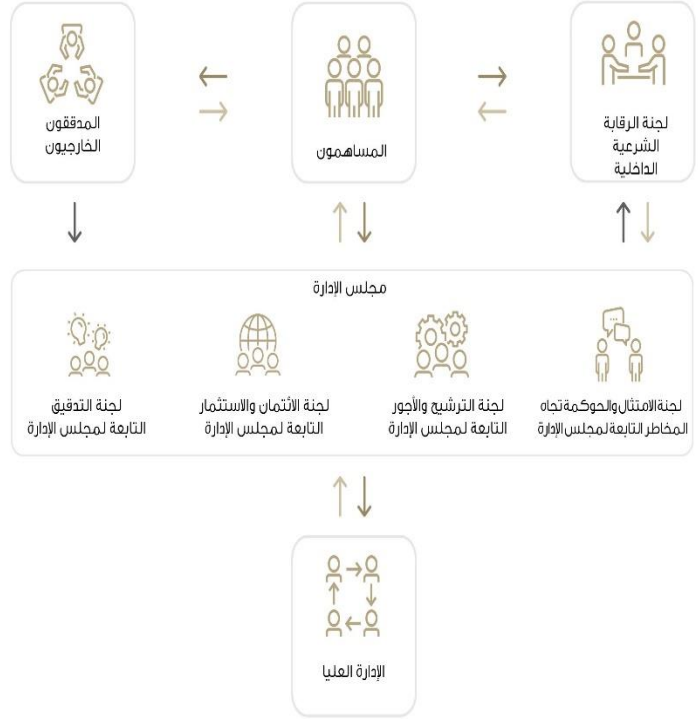 لجنة الرقابة
الشرعية
الداخلية
المساهمون
المدققون
الخارجيون
مجلس الإدارة
لجنة الامتثال والحوكمة تجاه
المخاطر التابعة لمجلس الإدارة
لجنة الترشيح والأجور
التابعة لمجلس الإدارة
لجنة الأئتمان والاستثمار
التابعة لمجلس الإدارة
لجنة التدقيق
التابعة لمجلس الإدارة
الإدارة العليا